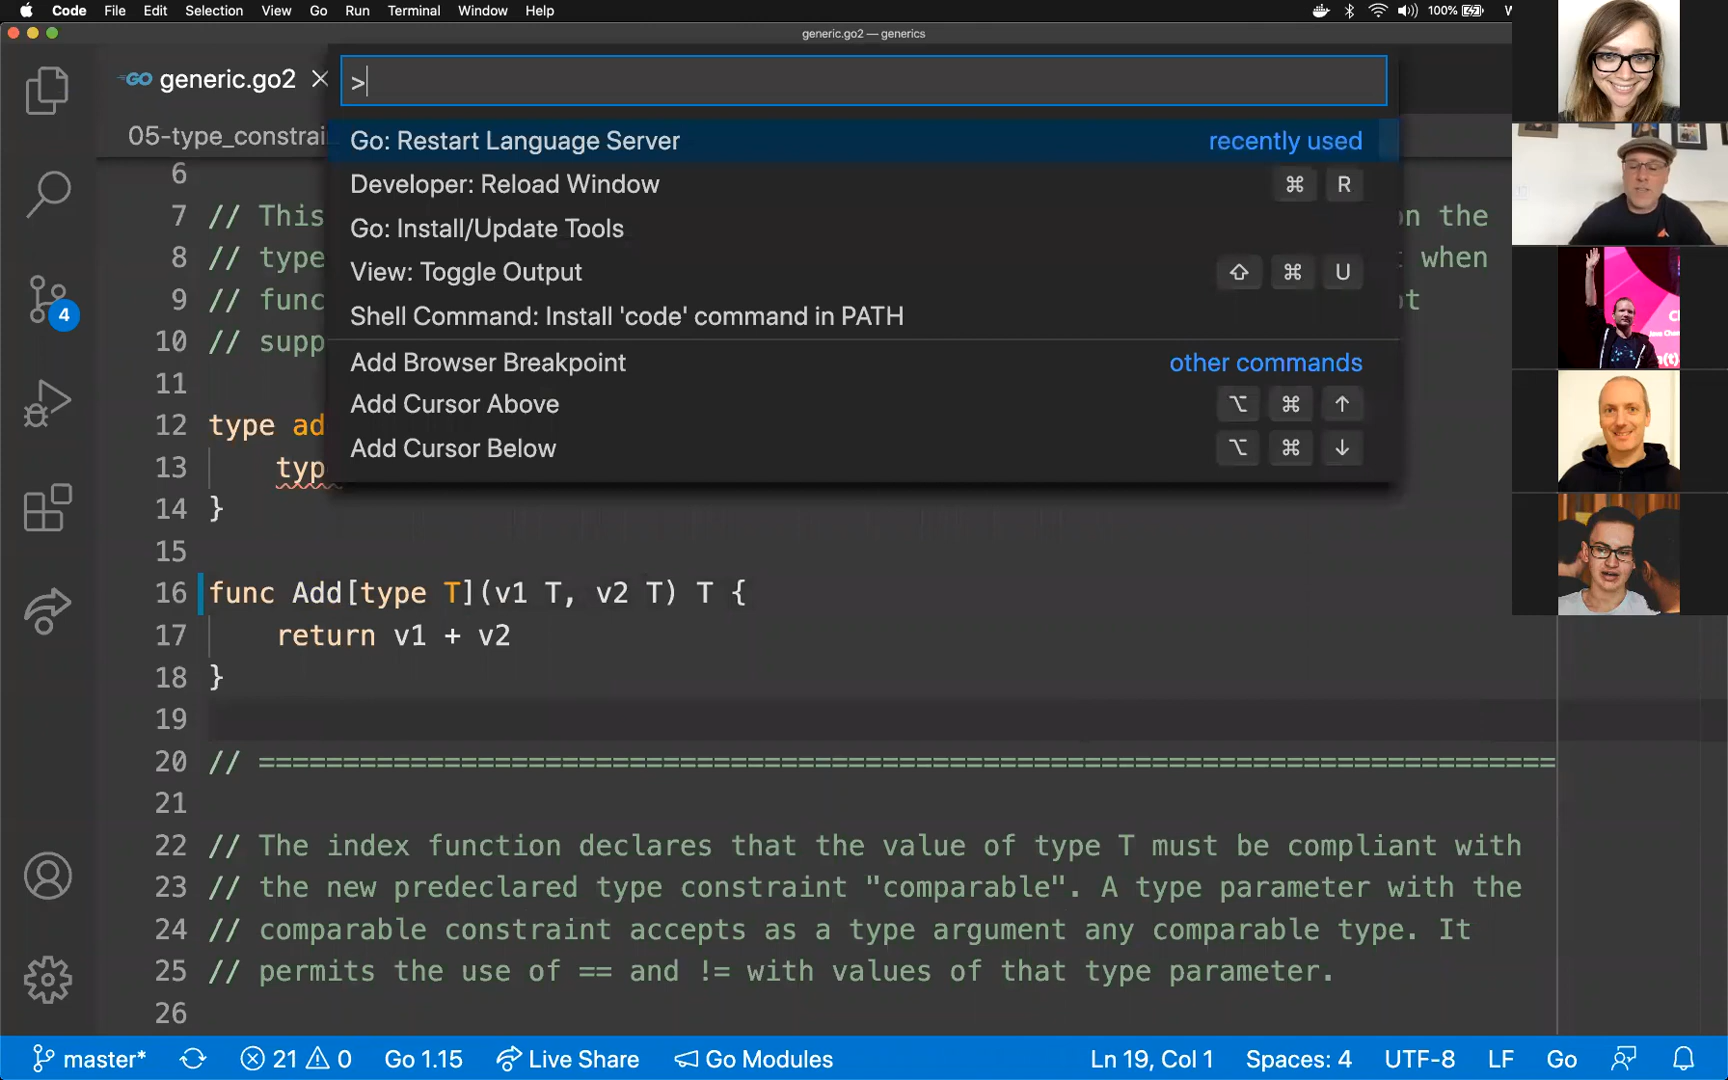 Code File Edit Selection View Go Run Terminal Window Help 100%
generic.go2 — generics
GO generic.go2
>
05-type_constrai
Go: Restart Language Server recently used
Developer: Reload Window ⌘ R
Go: Install/Update Tools
View: Toggle Output ⇧ ⌘ U
Shell Command: Install 'code' command in PATH
Add Browser Breakpoint other commands
Add Cursor Above ⌥ ⌘ ↑
Add Cursor Below ⌥ ⌘ ↓
6
7 // This n the
8 // type when
9 // func ot
10 // supp
11
12 type ad
13 typ
14 }
15
16 func Add[type T](v1 T, v2 T) T {
17 return v1 + v2
18 }
19
20 // =============================================================================
21
22 // The index function declares that the value of type T must be compliant with
23 // the new predeclared type constraint "comparable". A type parameter with the
24 // comparable constraint accepts as a type argument any comparable type. It
25 // permits the use of == and != with values of that type parameter.
26
4
master* 21 0 Go 1.15 Live Share Go Modules Ln 19, Col 1 Spaces: 4 UTF-8 LF Go